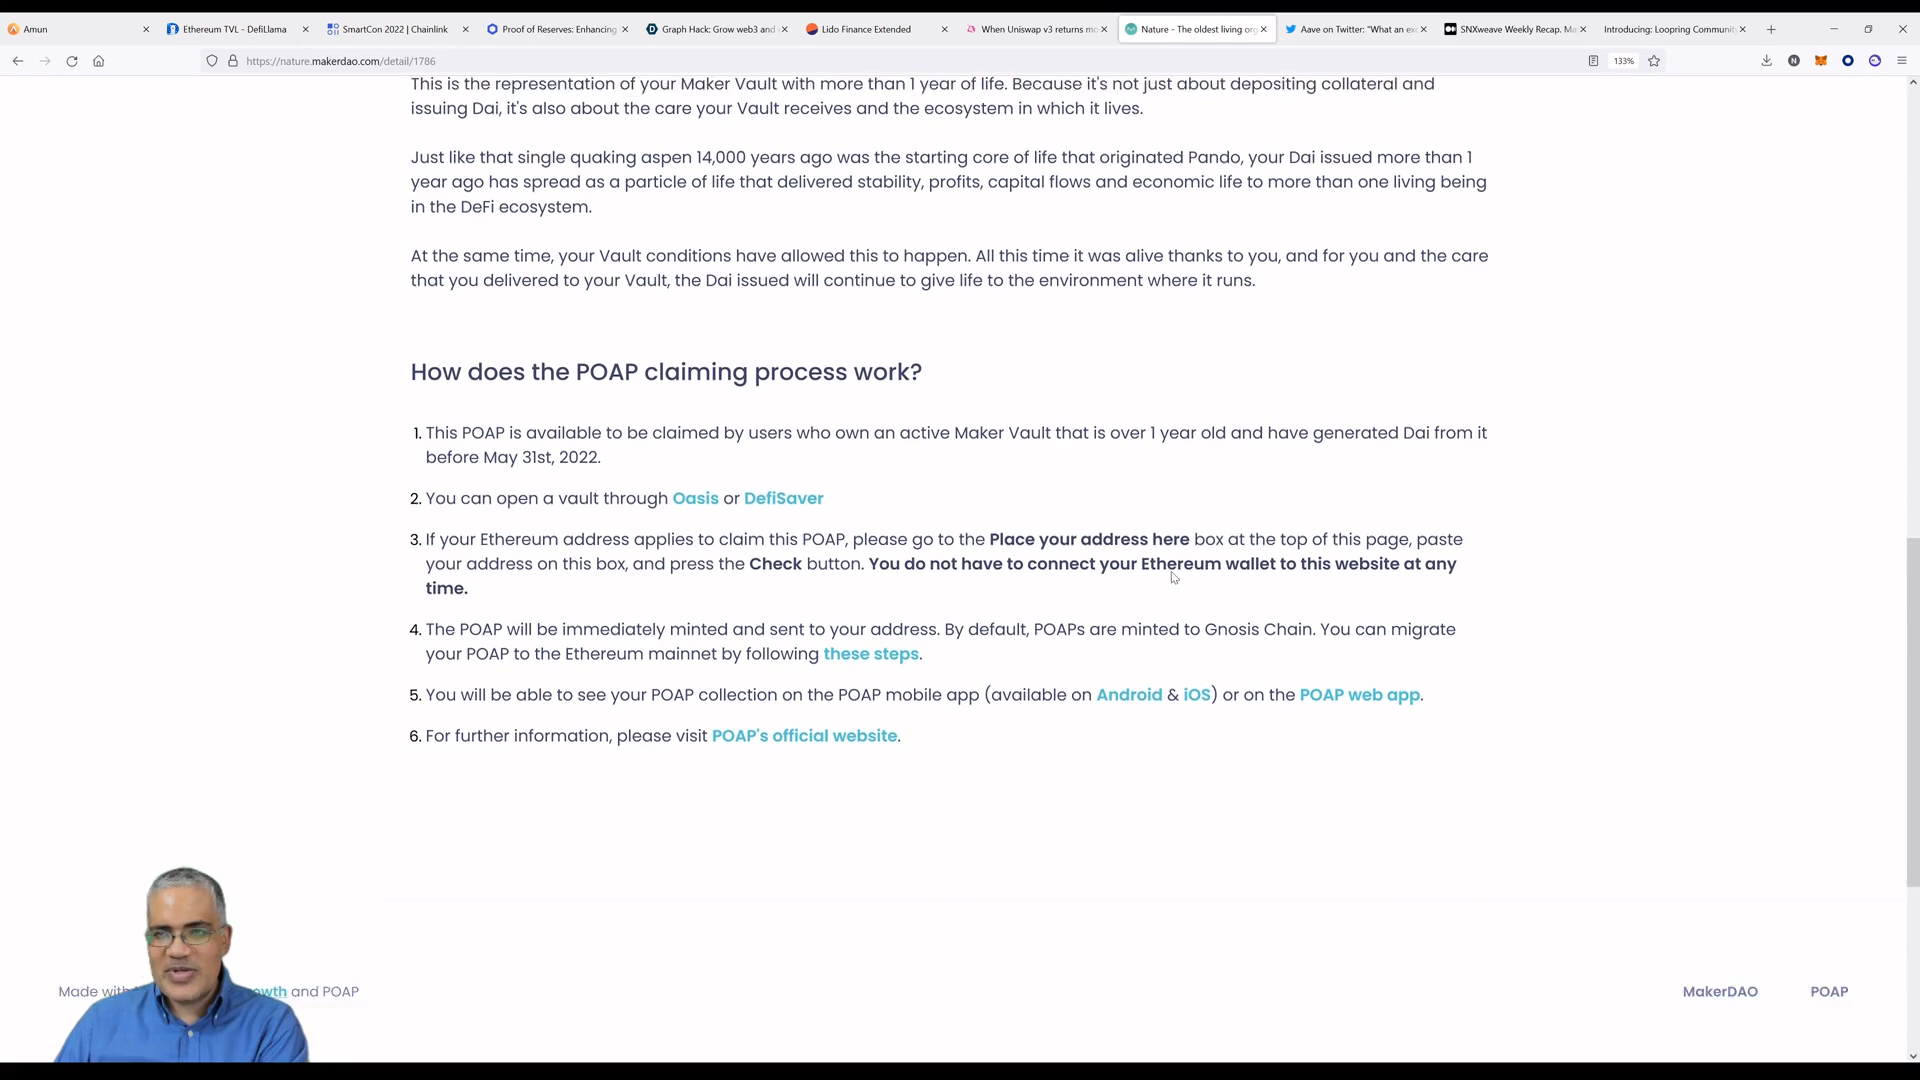 Amun
Ethereum TVL - DefiLlama
SmartCon 2022 | Chainlink
Proof of Reserves: Enhancing
Graph Hack: Grow web3 and
Lido Finance Extended
When Uniswap v3 returns mo
Nature - The oldest living org
Aave on Twitter: "What an ex
SNXweave Weekly Recap. Ma
Introducing: Loopring Communit
https://nature.makerdao.com/detail/1786
133%
This is the representation of your Maker Vault with more than 1 year of life. Because it's not just about depositing collateral and
issuing Dai, it's also about the care your Vault receives and the ecosystem in which it lives.
Just like that single quaking aspen 14,000 years ago was the starting core of life that originated Pando, your Dai issued more than 1
year ago has spread as a particle of life that delivered stability, profits, capital flows and economic life to more than one living being
in the DeFi ecosystem.
At the same time, your Vault conditions have allowed this to happen. All this time it was alive thanks to you, and for you and the care
that you delivered to your Vault, the Dai issued will continue to give life to the environment where it runs.
How does the POAP claiming process work?
1. This POAP is available to be claimed by users who own an active Maker Vault that is over 1 year old and have generated Dai from it
before May 31st, 2022.
2. You can open a vault through Oasis or DefiSaver
3. If your Ethereum address applies to claim this POAP, please go to the Place your address here box at the top of this page, paste
your address on this box, and press the Check button. You do not have to connect your Ethereum wallet to this website at any
time.
4. The POAP will be immediately minted and sent to your address. By default, POAPs are minted to Gnosis Chain. You can migrate
your POAP to the Ethereum mainnet by following these steps.
5. You will be able to see your POAP collection on the POAP mobile app (available on Android & iOS) or on the POAP web app.
6. For further information, please visit POAP's official website.
Made with owth and POAP
MakerDAO
POAP